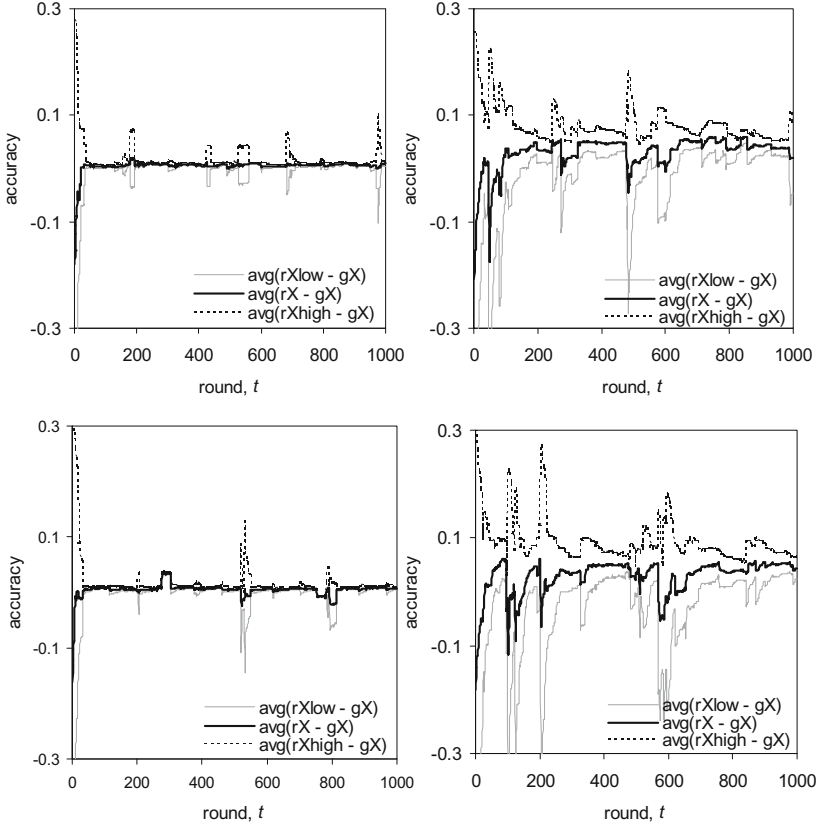 0.3
0.1
-0.1
-0.3
accuracy
avg(rXlow - gX)
avg(rX - gX)
avg(rXhigh - gX)
0 200 400 600 800 1000
round, t
0.3
0.1
-0.1
-0.3
accuracy
avg(rXlow - gX)
avg(rX - gX)
avg(rXhigh - gX)
0 200 400 600 800 1000
round, t
0.3
0.1
-0.1
-0.3
accuracy
avg(rXlow - gX)
avg(rX - gX)
avg(rXhigh - gX)
0 200 400 600 800 1000
round, t
0.3
0.1
-0.1
-0.3
accuracy
avg(rXlow - gX)
avg(rX - gX)
avg(rXhigh - gX)
0 200 400 600 800 1000
round, t